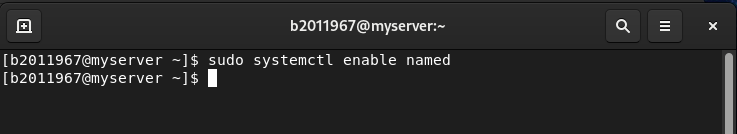 b2011967@myserver:~
[b2011967@myserver ~]$ sudo systemctl enable named
[b2011967@myserver ~]$